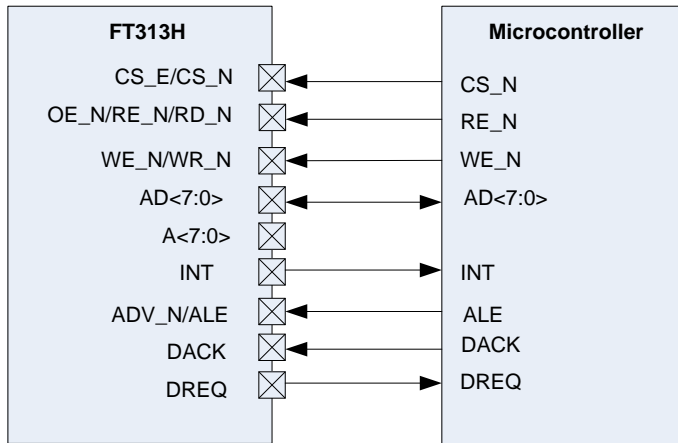 FT313H
Microcontroller
CS_E/CS_N
CS_N
OE_N/RE_N/RD_N
RE_N
WE_N/WR_N
WE_N
AD<7:0>
AD<7:0>
A<7:0>
INT
INT
ADV_N/ALE
ALE
DACK
DACK
DREQ
DREQ